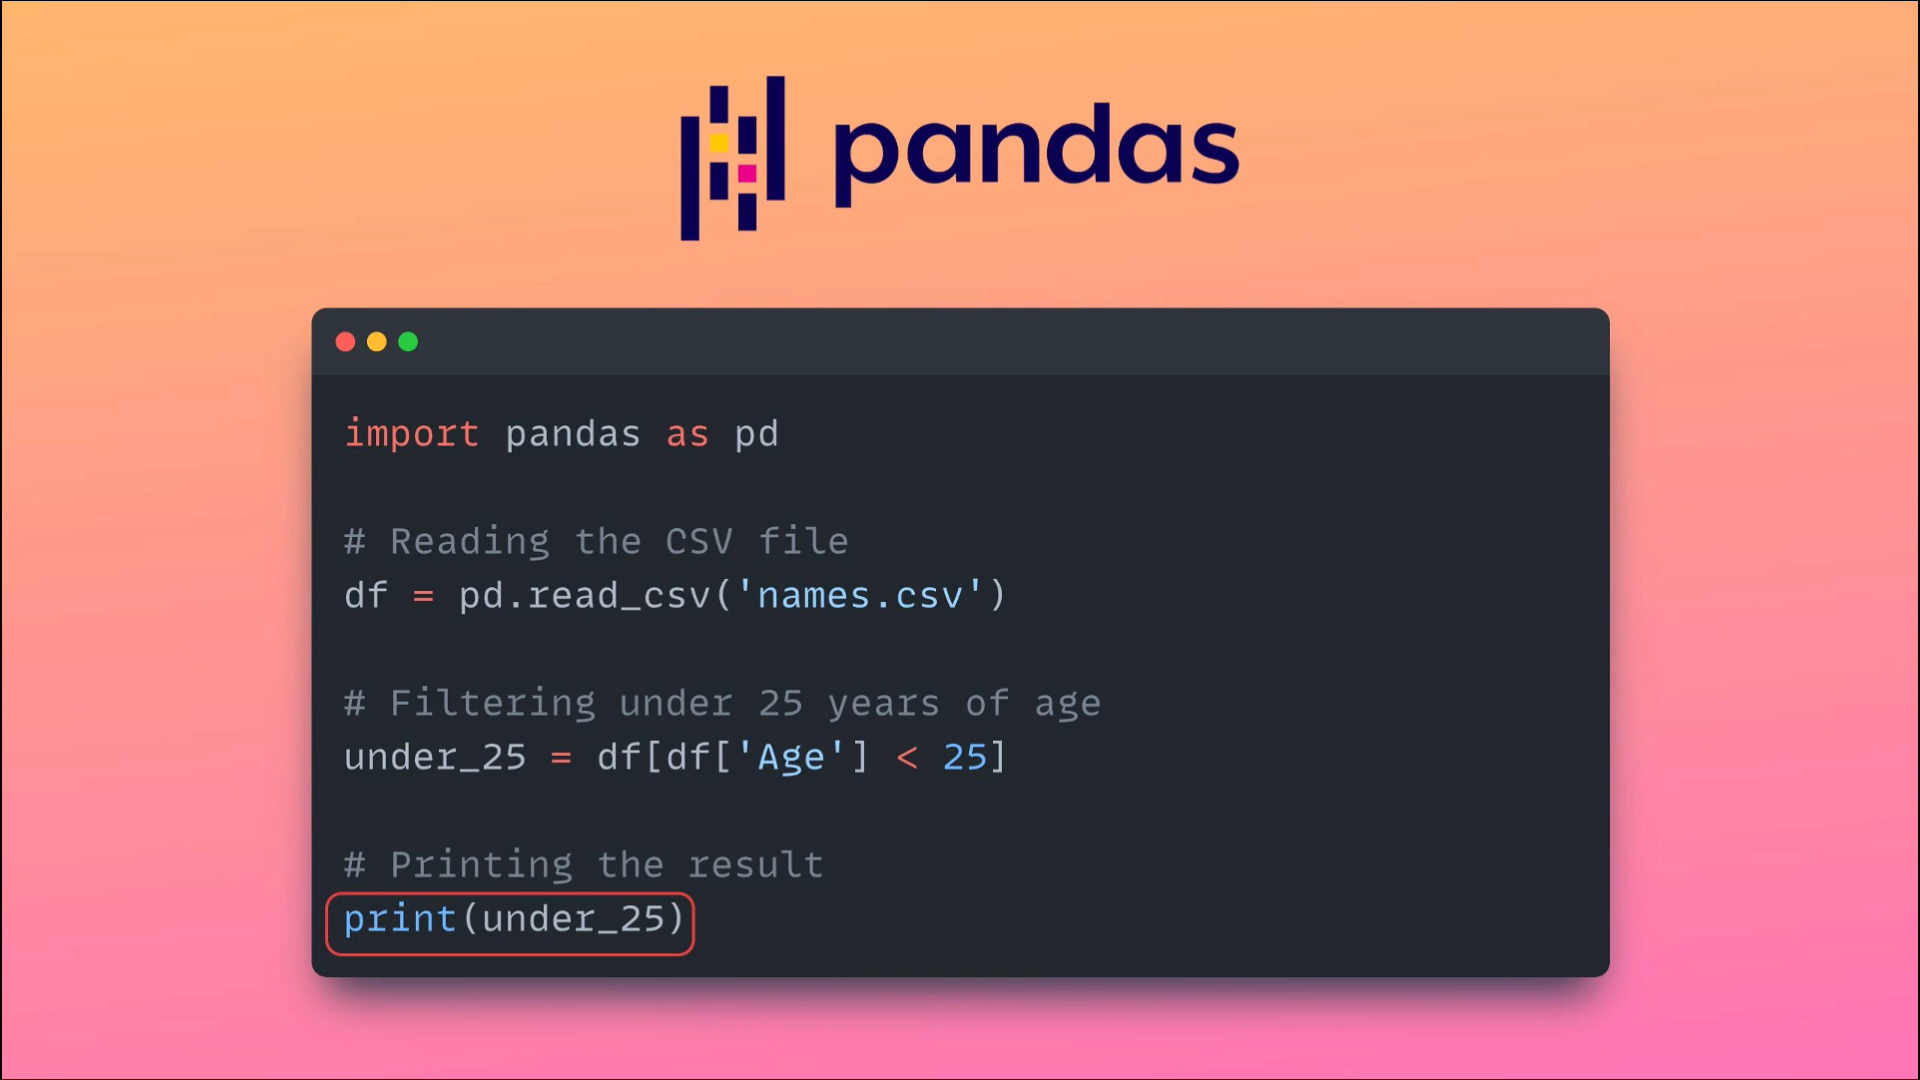 pandas
import pandas as pd
# Reading the CSV file
df = pd.read_csv('names.csv')
# Filtering under 25 years of age
under_25 = df[df['Age'] < 25]
# Printing the result
print(under_25)